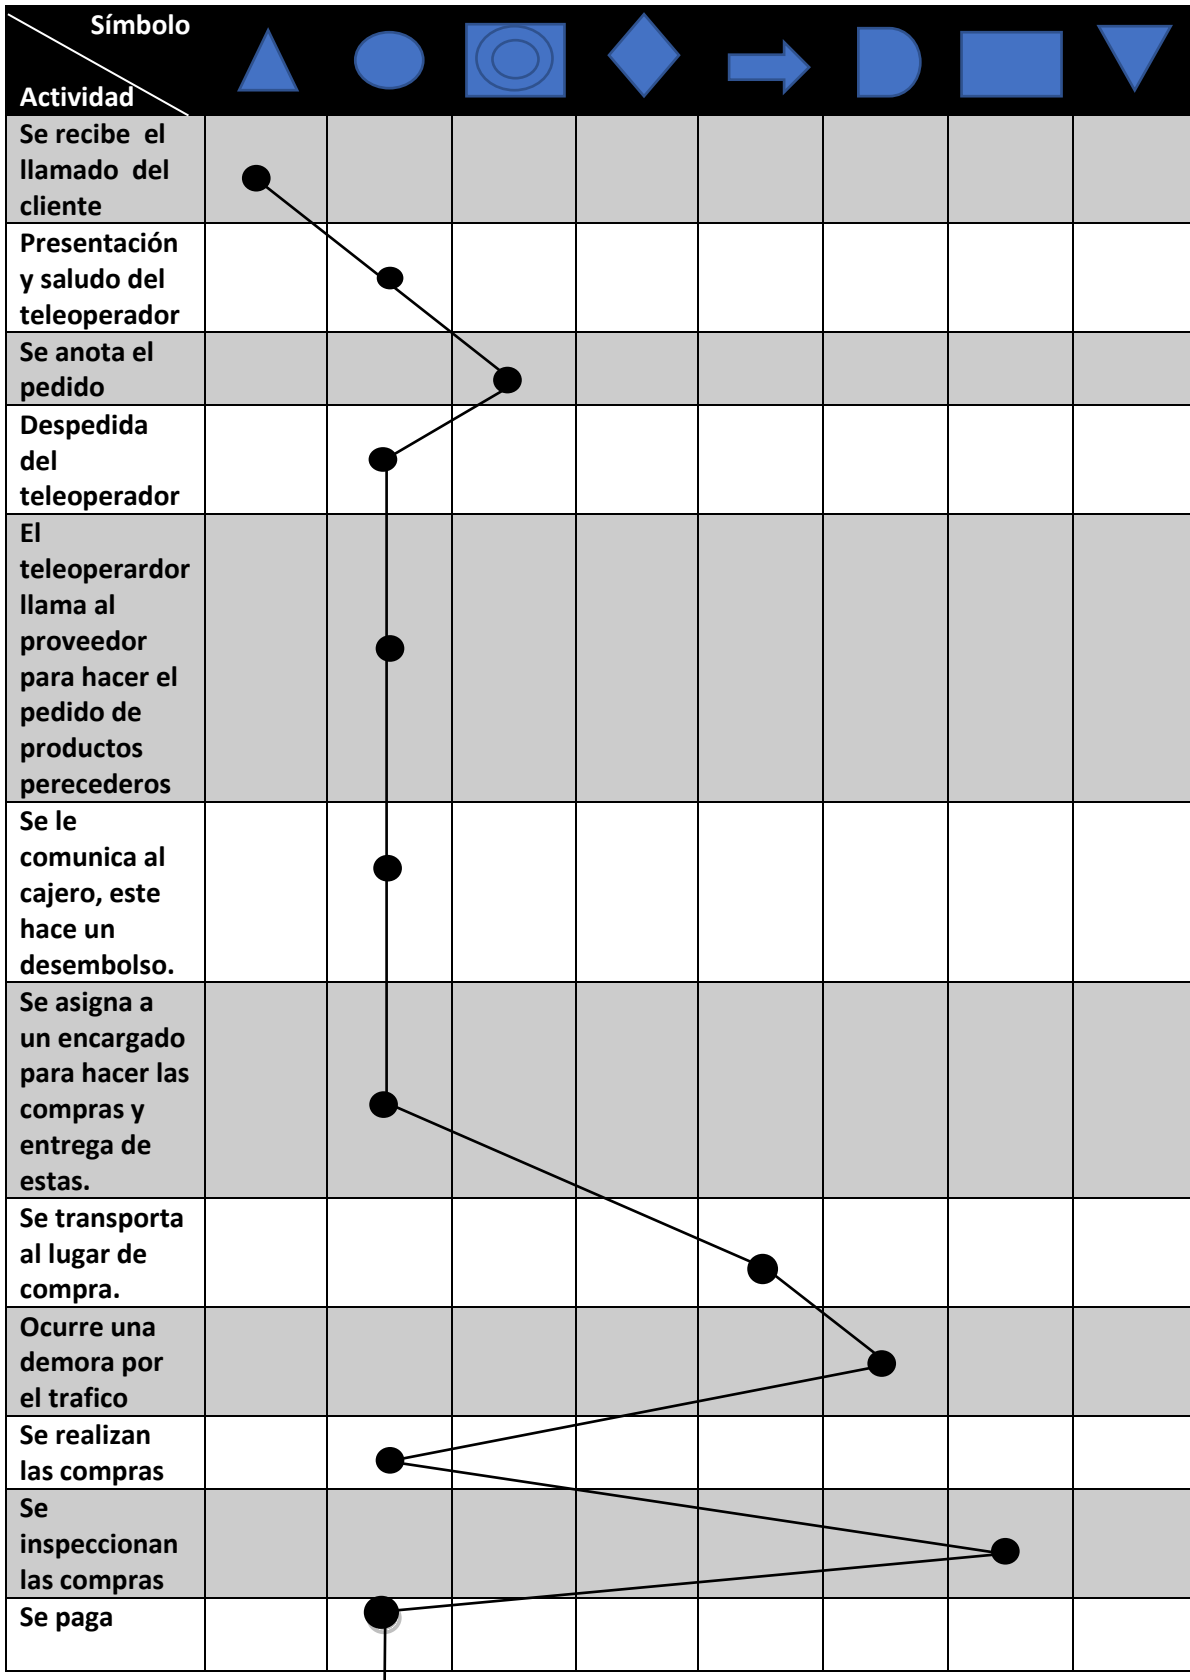 Símbolo
Actividad
Se recibe el
llamado del
cliente
Presentación
y saludo del
teleoperador
Se anota el
pedido
Despedida
del
teleoperador
El
teleoperardor
llama al
proveedor
para hacer el
pedido de
productos
perecederos
Se le
comunica al
cajero, este
hace un
desembolso.
Se asigna a
un encargado
para hacer las
compras y
entrega de
estas.
Se transporta
al lugar de
compra.
Ocurre una
demora por
el trafico
Se realizan
las compras
Se
inspeccionan
las compras
Se paga